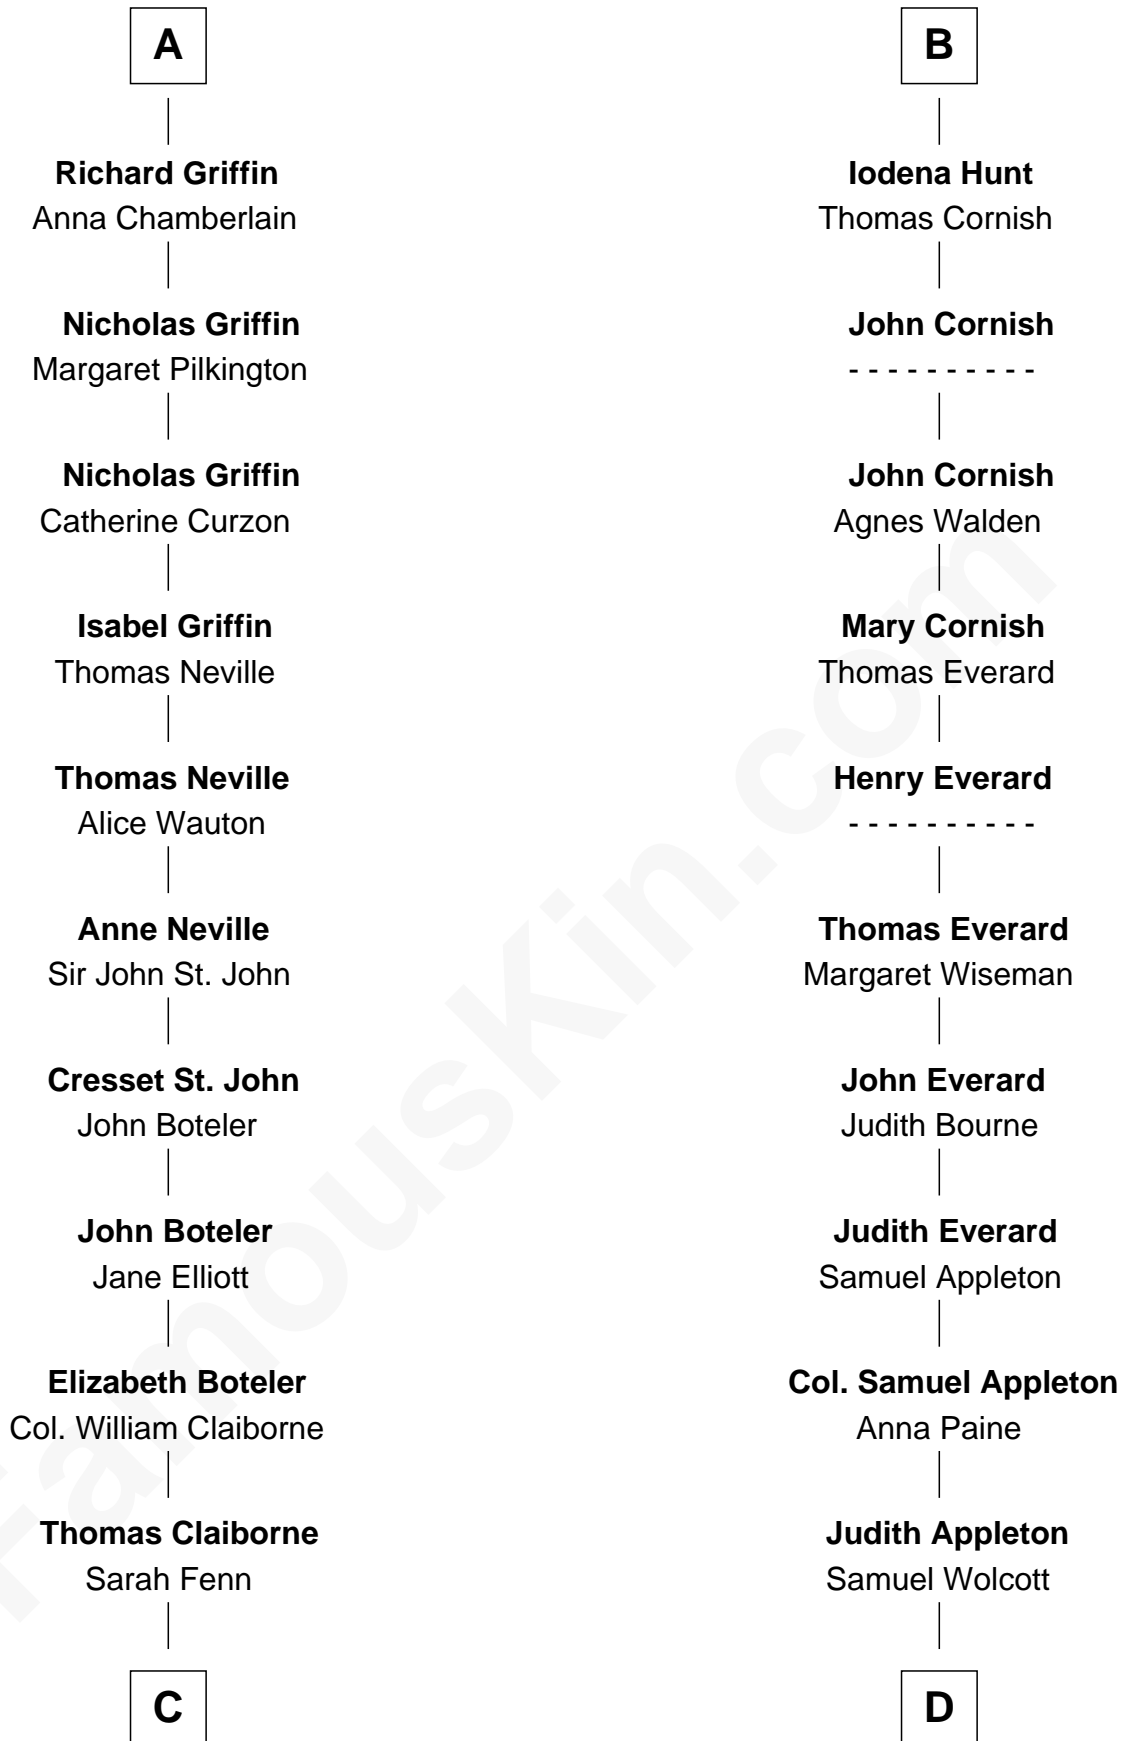 A
Richard Griffin
Anna Chamberlain
Nicholas Griffin
Margaret Pilkington
Nicholas Griffin
Catherine Curzon
Isabel Griffin
Thomas Neville
Thomas Neville
Alice Wauton
Anne Neville
Sir John St. John
Cresset St. John
John Boteler
John Boteler
Jane Elliott
Elizabeth Boteler
Col. William Claiborne
Thomas Claiborne
Sarah Fenn
C
B
Iodena Hunt
Thomas Cornish
John Cornish
- - - - - - - - - -
John Cornish
Agnes Walden
Mary Cornish
Thomas Everard
Henry Everard
- - - - - - - - - -
Thomas Everard
Margaret Wiseman
John Everard
Judith Bourne
Judith Everard
Samuel Appleton
Col. Samuel Appleton
Anna Paine
Judith Appleton
Samuel Wolcott
D
FamousKin.com